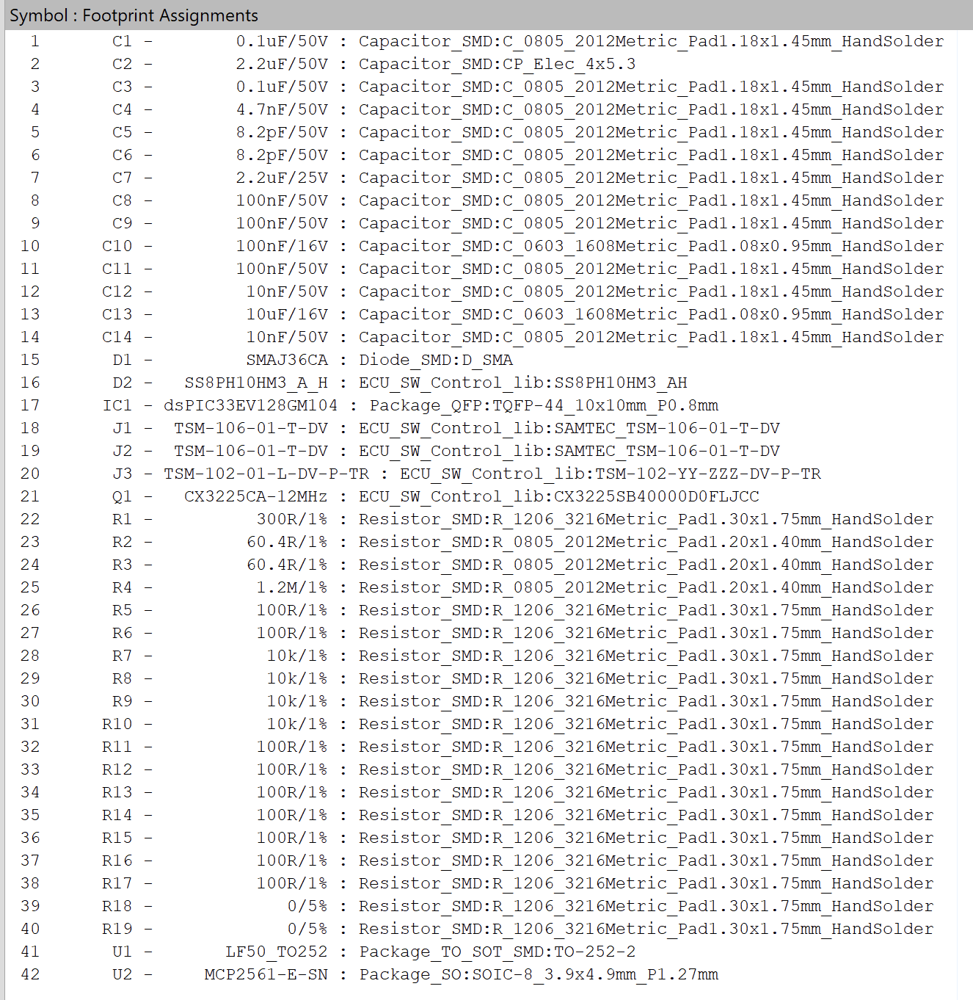 Symbol : Footprint Assignments
1 C1 - 0.1uF/50V : Capacitor_SMD:C_0805_2012Metric_Pad1.18x1.45mm_HandSolder
2 C2 - 2.2uF/50V : Capacitor_SMD:CP_Elec_4x5.3
3 C3 - 0.1uF/50V : Capacitor_SMD:C_0805_2012Metric_Pad1.18x1.45mm_HandSolder
4 C4 - 4.7nF/50V : Capacitor_SMD:C_0805_2012Metric_Pad1.18x1.45mm_HandSolder
5 C5 - 8.2pF/50V : Capacitor_SMD:C_0805_2012Metric_Pad1.18x1.45mm_HandSolder
6 C6 - 8.2pF/50V : Capacitor_SMD:C_0805_2012Metric_Pad1.18x1.45mm_HandSolder
7 C7 - 2.2uF/25V : Capacitor_SMD:C_0805_2012Metric_Pad1.18x1.45mm_HandSolder
8 C8 - 100nF/50V : Capacitor_SMD:C_0805_2012Metric_Pad1.18x1.45mm_HandSolder
9 C9 - 100nF/50V : Capacitor_SMD:C_0805_2012Metric_Pad1.18x1.45mm_HandSolder
10 C10 - 100nF/16V : Capacitor_SMD:C_0603_1608Metric_Pad1.08x0.95mm_HandSolder
11 C11 - 100nF/50V : Capacitor_SMD:C_0805_2012Metric_Pad1.18x1.45mm_HandSolder
12 C12 - 10nF/50V : Capacitor_SMD:C_0805_2012Metric_Pad1.18x1.45mm_HandSolder
13 C13 - 10uF/16V : Capacitor_SMD:C_0603_1608Metric_Pad1.08x0.95mm_HandSolder
14 C14 - 10nF/50V : Capacitor_SMD:C_0805_2012Metric_Pad1.18x1.45mm_HandSolder
15 D1 - SMAJ36CA : Diode_SMD:D_SMA
16 D2 - SS8PH10HM3_A_H : ECU_SW_Control_lib:SS8PH10HM3_AH
17 IC1 - dsPIC33EV128GM104 : Package_QFP:TQFP-44_10x10mm_P0.8mm
18 J1 - TSM-106-01-T-DV : ECU_SW_Control_lib:SAMTEC_TSM-106-01-T-DV
19 J2 - TSM-106-01-T-DV : ECU_SW_Control_lib:SAMTEC_TSM-106-01-T-DV
20 J3 - TSM-102-01-L-DV-P-TR : ECU_SW_Control_lib:TSM-102-YY-ZZZ-DV-P-TR
21 Q1 - CX3225CA-12MHz : ECU_SW_Control_lib:CX3225SB40000D0FLJCC
22 R1 - 300R/1% : Resistor_SMD:R_1206_3216Metric_Pad1.30x1.75mm_HandSolder
23 R2 - 60.4R/1% : Resistor_SMD:R_0805_2012Metric_Pad1.20x1.40mm_HandSolder
24 R3 - 60.4R/1% : Resistor_SMD:R_0805_2012Metric_Pad1.20x1.40mm_HandSolder
25 R4 - 1.2M/1% : Resistor_SMD:R_0805_2012Metric_Pad1.20x1.40mm_HandSolder
26 R5 - 100R/1% : Resistor_SMD:R_1206_3216Metric_Pad1.30x1.75mm_HandSolder
27 R6 - 100R/1% : Resistor_SMD:R_1206_3216Metric_Pad1.30x1.75mm_HandSolder
28 R7 - 10k/1% : Resistor_SMD:R_1206_3216Metric_Pad1.30x1.75mm_HandSolder
29 R8 - 10k/1% : Resistor_SMD:R_1206_3216Metric_Pad1.30x1.75mm_HandSolder
30 R9 - 10k/1% : Resistor_SMD:R_1206_3216Metric_Pad1.30x1.75mm_HandSolder
31 R10 - 10k/1% : Resistor_SMD:R_1206_3216Metric_Pad1.30x1.75mm_HandSolder
32 R11 - 100R/1% : Resistor_SMD:R_1206_3216Metric_Pad1.30x1.75mm_HandSolder
33 R12 - 100R/1% : Resistor_SMD:R_1206_3216Metric_Pad1.30x1.75mm_HandSolder
34 R13 - 100R/1% : Resistor_SMD:R_1206_3216Metric_Pad1.30x1.75mm_HandSolder
35 R14 - 100R/1% : Resistor_SMD:R_1206_3216Metric_Pad1.30x1.75mm_HandSolder
36 R15 - 100R/1% : Resistor_SMD:R_1206_3216Metric_Pad1.30x1.75mm_HandSolder
37 R16 - 100R/1% : Resistor_SMD:R_1206_3216Metric_Pad1.30x1.75mm_HandSolder
38 R17 - 100R/1% : Resistor_SMD:R_1206_3216Metric_Pad1.30x1.75mm_HandSolder
39 R18 - 0/5% : Resistor_SMD:R_1206_3216Metric_Pad1.30x1.75mm_HandSolder
40 R19 - 0/5% : Resistor_SMD:R_1206_3216Metric_Pad1.30x1.75mm_HandSolder
41 U1 - LF50_TO252 : Package_TO_SOT_SMD:TO-252-2
42 U2 - MCP2561-E-SN : Package_SO:SOIC-8_3.9x4.9mm_P1.27mm